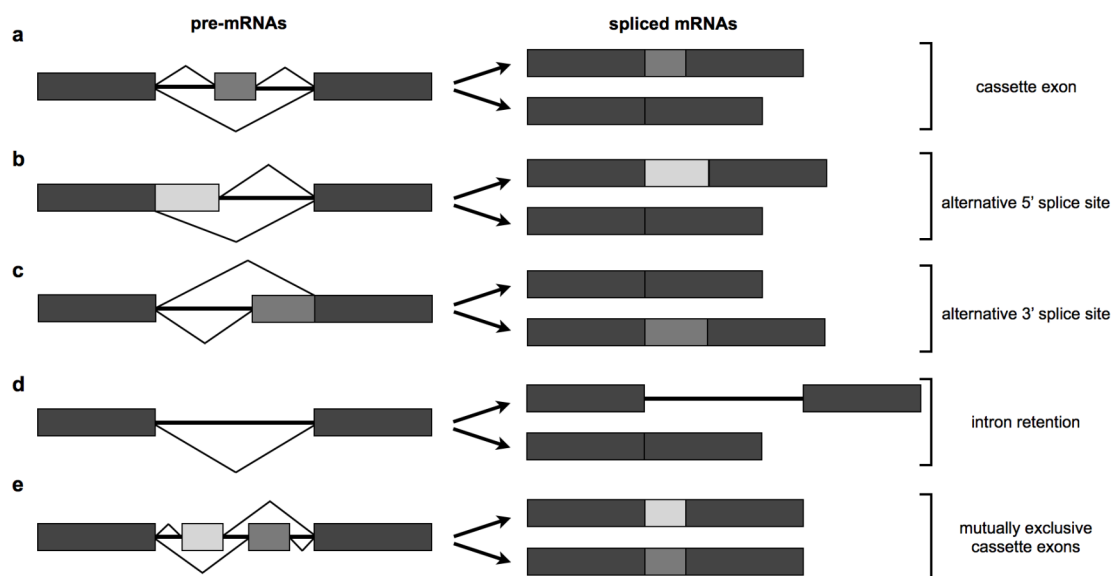 pre-mRNAs
spliced mRNAs
a
cassette exon
b
alternative 5' splice site
c
alternative 3' splice site
d
intron retention
e
mutually exclusive
cassette exons